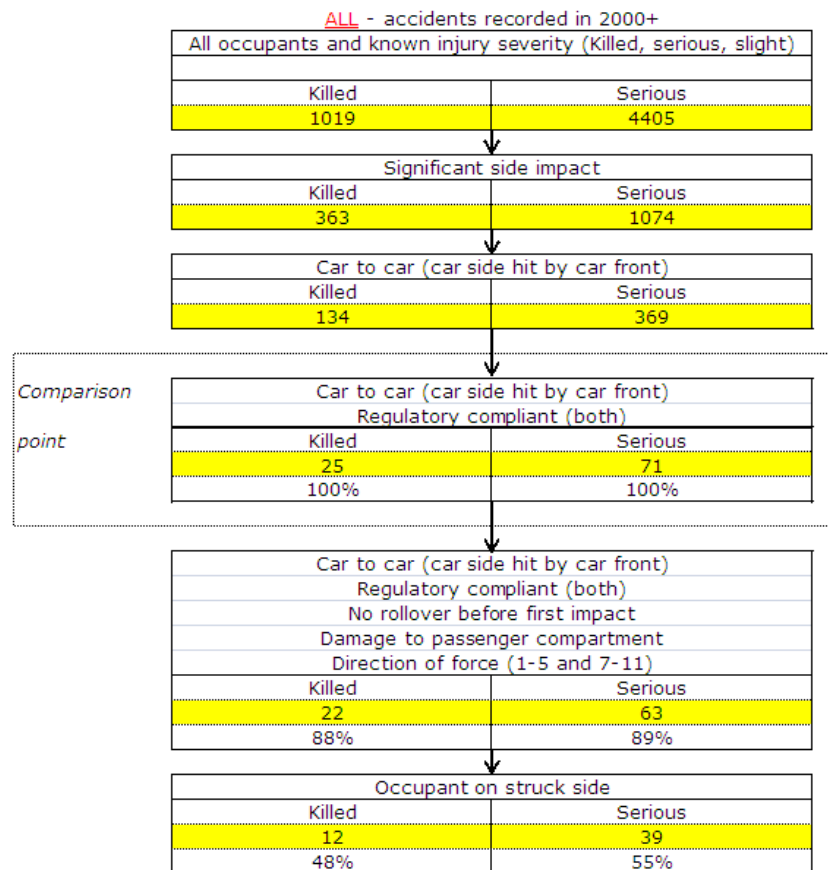 ALL - accidents recorded in 2000+
All occupants and known injury severity (Killed, serious, slight)
Killed Serious
1019 4405
Significant side impact
Killed Serious
363 1074
Car to car (car side hit by car front)
Killed Serious
134 369
Comparison Car to car (car side hit by car front)
Regulatory compliant (both)
point Killed Serious
25 71
100% 100%
Car to car (car side hit by car front)
Regulatory compliant (both)
No rollover before first impact
Damage to passenger compartment
Direction of force (1-5 and 7-11)
Killed Serious
22 63
88% 89%
Occupant on struck side
Killed Serious
12 39
48% 55%